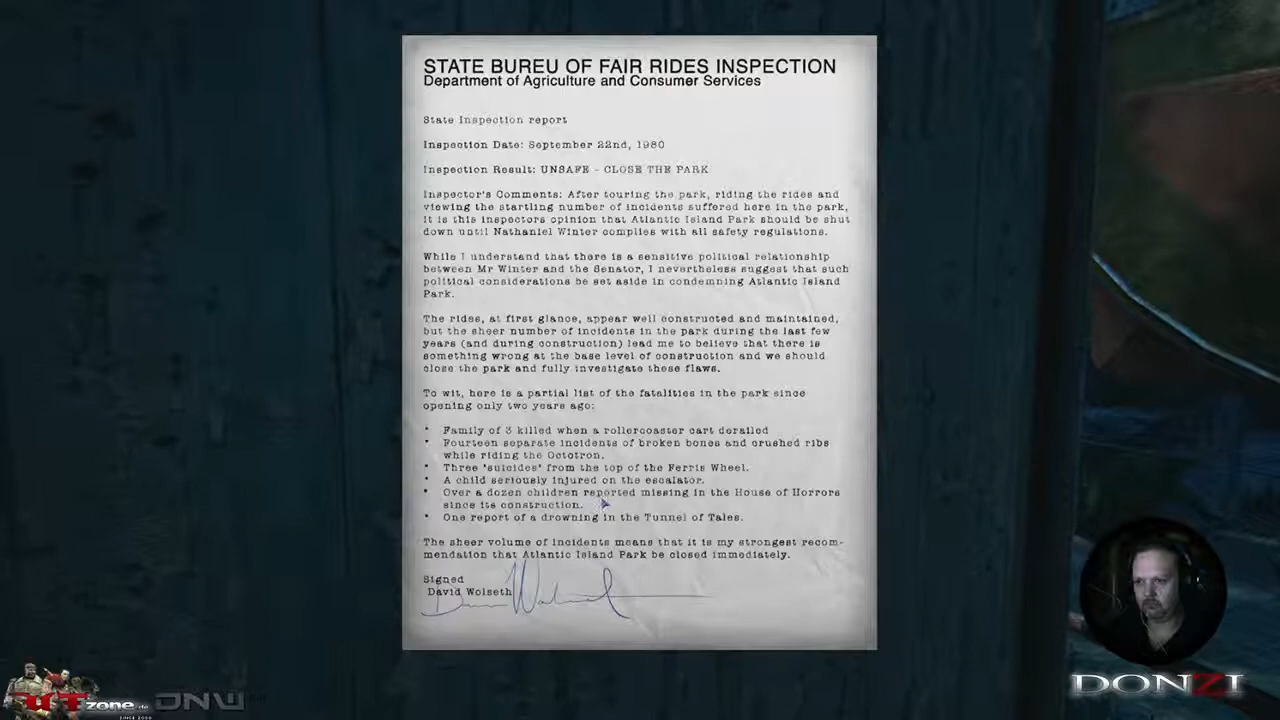 STATE BUREU OF FAIR RIDES INSPECTION
Department of Agriculture and Consumer Services
State Inspection report
Inspection Date: September 22nd, 1980
Inspection Result: UNSAFE - CLOSE THE PARK
Inspector's Comments: After touring the park, riding the rides and
viewing the startling number of incidents suffered here in the park,
it is this inspectors opinion that Atlantic Island Park should be shut
down until Nathaniel Winter complies with all safety regulations.
While I understand that there is a sensitive political relationship
between Mr Winter and the Senator, I nevertheless suggest that such
political considerations be set aside in condemning Atlantic Island
Park.
The rides, at first glance, appear well constructed and maintained,
but the sheer number of incidents in the park during the last few
years (and during construction) lead me to believe that there is
something wrong at the base level of construction and we should
close the park and fully investigate these flaws.
To wit, here is a partial list of the fatalities in the park since
opening only two years ago:
* Family of 3 killed when a rollercoaster cart derailed
* Fourteen separate incidents of broken bones and crushed ribs
while riding the Octotron.
* Three 'suicides' from the top of the Ferris Wheel.
* A child seriously injured on the escalator.
* Over a dozen children reported missing in the House of Horrors
since its construction.
* One report of a drowning in the Tunnel of Tales.
The sheer volume of incidents means that it is my strongest recom-
mendation that Atlantic Island Park be closed immediately.
Signed
David Wolseth
UTzone.de DNW
SINCE 2000
DONZI